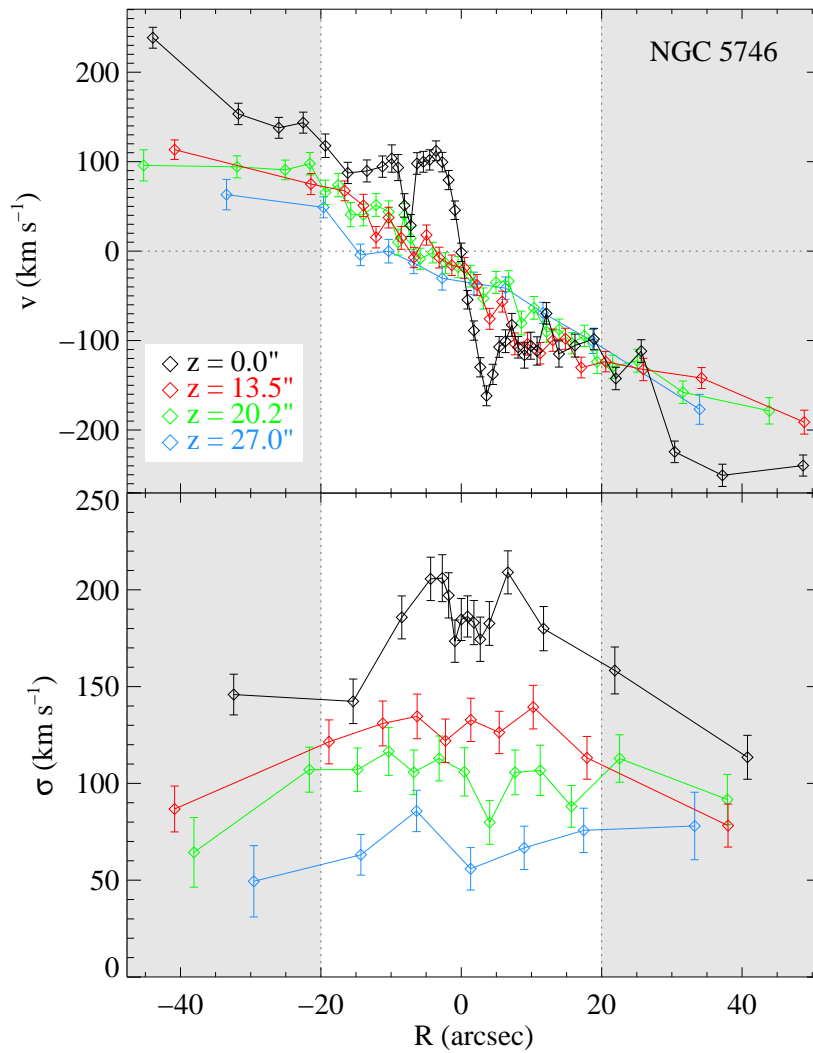 NGC 5746
200
100
0
−100
−200
v (km s⁻¹)
z = 0.0"
z = 13.5"
z = 20.2"
z = 27.0"
250
200
150
100
50
0
σ (km s⁻¹)
−40 −20 0 20 40
R (arcsec)